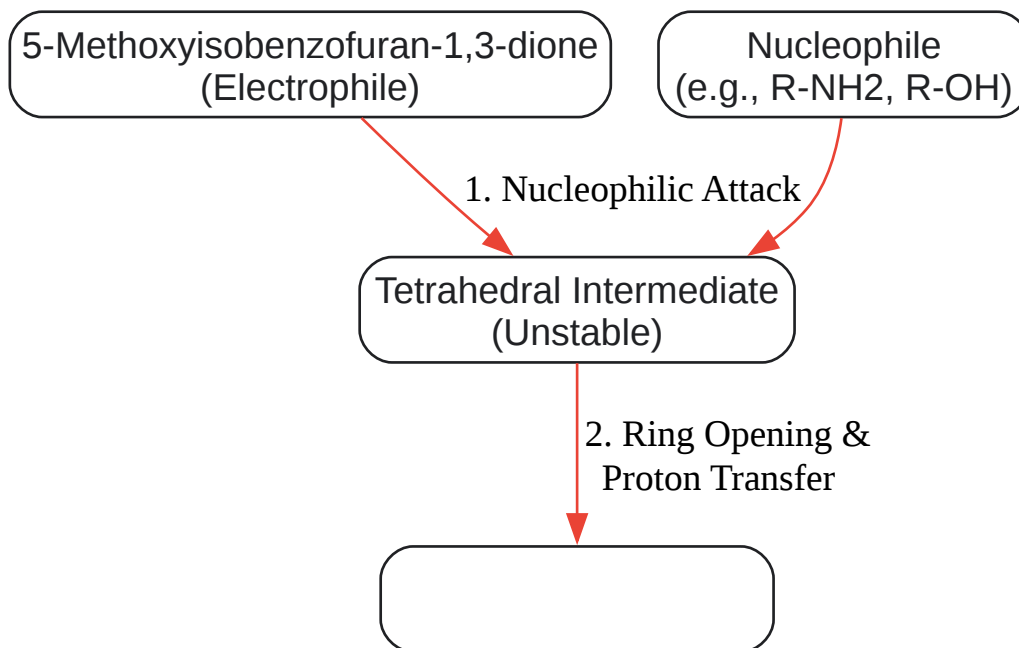 5-Methoxyisobenzofuran-1,3-dione
(Electrophile)
Nucleophile
(e.g., R-NH2, R-OH)
1. Nucleophilic Attack
Tetrahedral Intermediate
(Unstable)
2. Ring Opening &
Proton Transfer